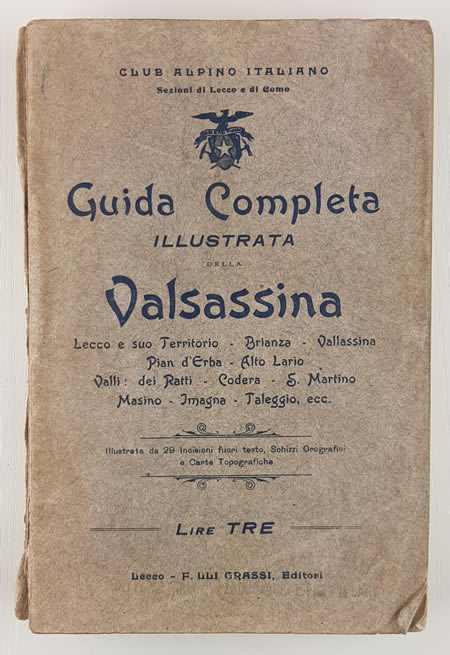 CLUB ALPINO ITALIANO
Sezioni di Lecco e di Como
Guida Completa
ILLUSTRATA
DELLA
Valsassina
Lecco e suo Territorio - Brianza - Vallassina
Pian d'Erba - Alto Lario
Valli: dei Ratti - Codera - S. Martino
Masino - Imagna - Taleggio, ecc.
Illustrata da 29 Incisioni fuori testo, Schizzi Orografici
e Carte Topografiche
LIRE TRE
Lecco - F.LLI GRASSI, Editori